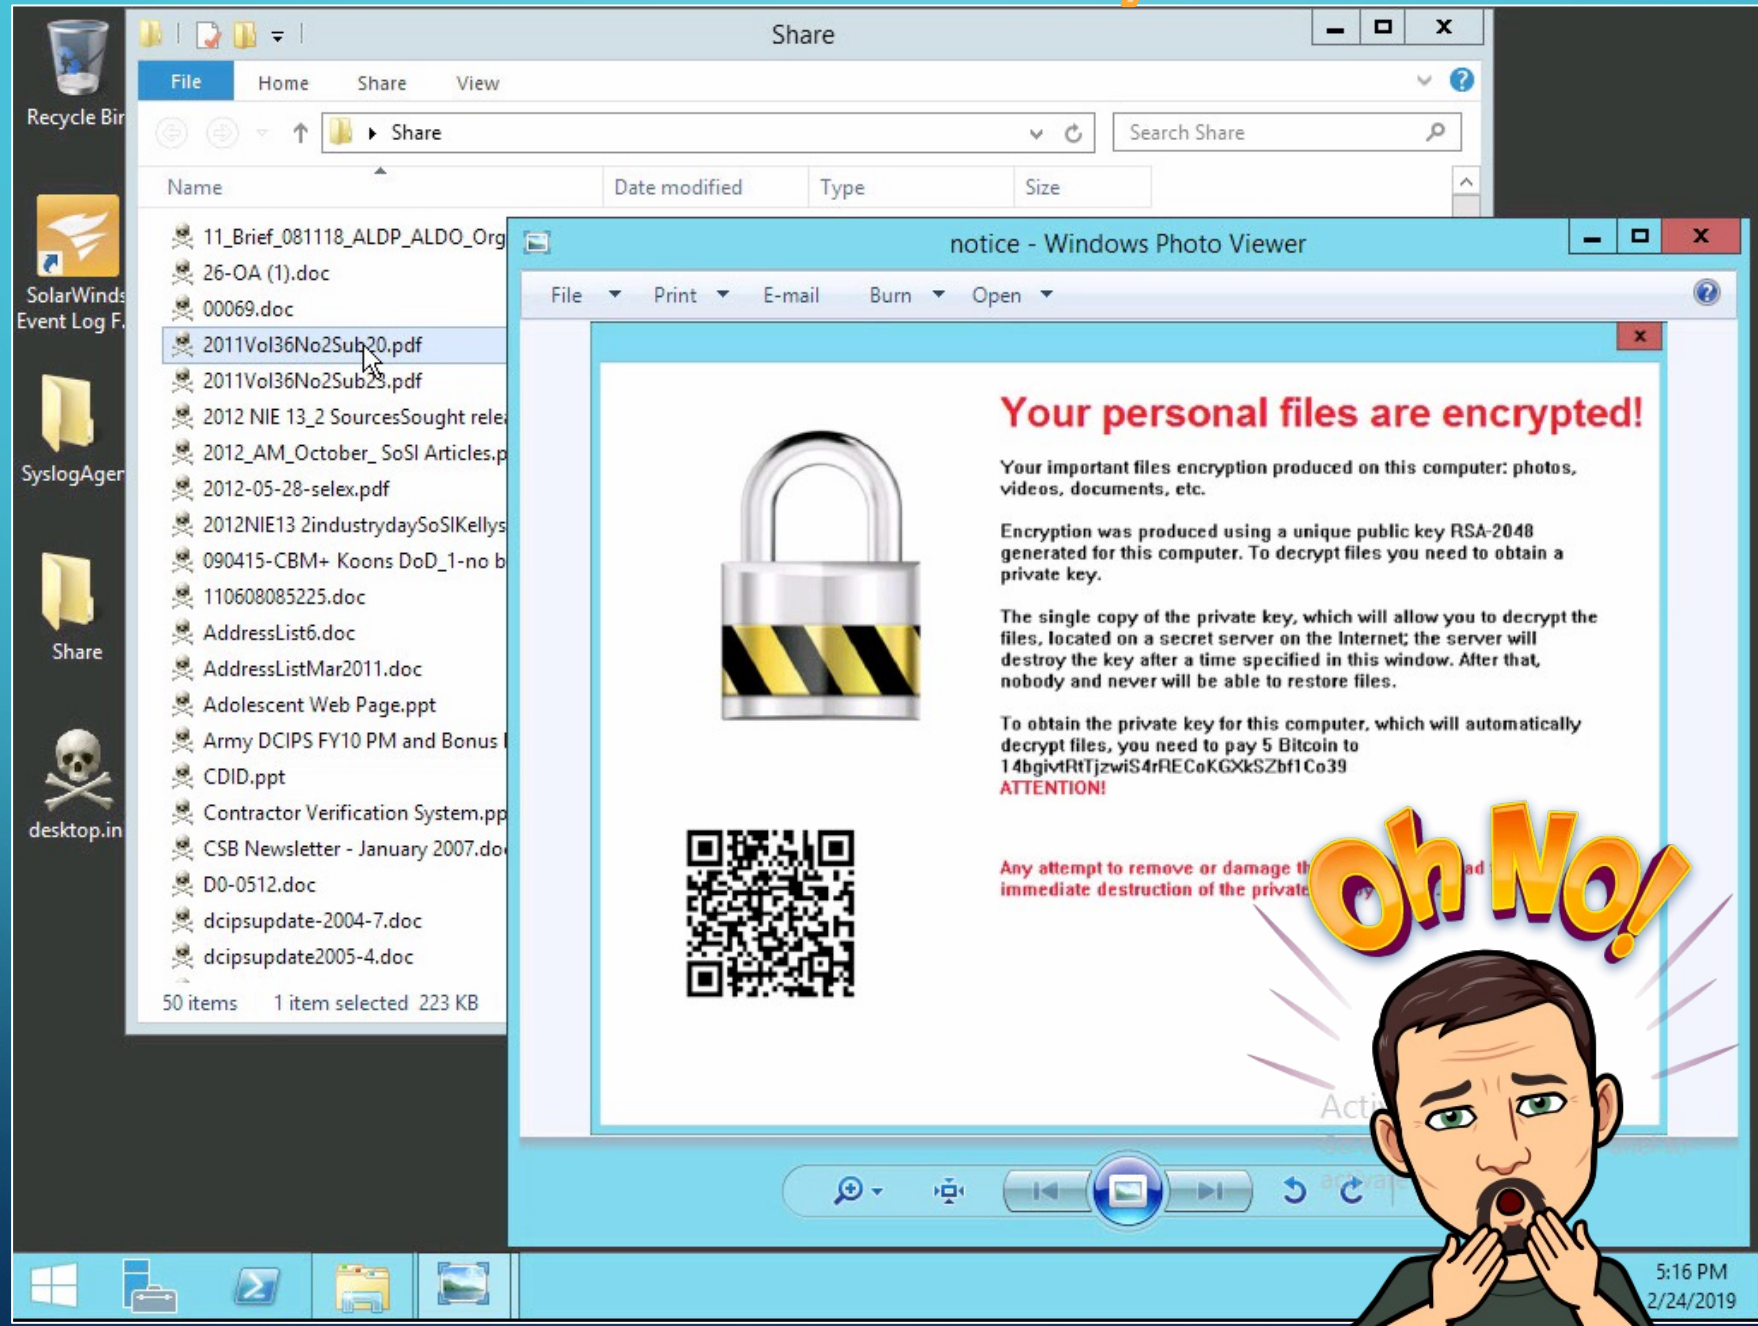 Recycle Bin
SolarWinds
Event Log F.
SyslogAgen
Share
desktop.in
Share
File Home Share View
Share
Search Share
Name Date modified Type Size
11_Brief_081118_ALDP_ALDO_Org
26-OA (1).doc
00069.doc
2011Vol36No2Sub20.pdf
2011Vol36No2Sub23.pdf
2012 NIE 13_2 SourcesSought relea
2012_AM_October_ SoSI Articles.p
2012-05-28-selex.pdf
2012NIE13 2industrydaySoSIKellys
090415-CBM+ Koons DoD_1-no b
110608085225.doc
AddressList6.doc
AddressListMar2011.doc
Adolescent Web Page.ppt
Army DCIPS FY10 PM and Bonus
CDID.ppt
Contractor Verification System.pp
CSB Newsletter - January 2007.do
D0-0512.doc
dcipsupdate-2004-7.doc
dcipsupdate2005-4.doc
50 items 1 item selected 223 KB
notice - Windows Photo Viewer
File Print E-mail Burn Open
Your personal files are encrypted!
Your important files encryption produced on this computer: photos,
videos, documents, etc.
Encryption was produced using a unique public key RSA-2048
generated for this computer. To decrypt files you need to obtain a
private key.
The single copy of the private key, which will allow you to decrypt the
files, located on a secret server on the Internet; the server will
destroy the key after a time specified in this window. After that,
nobody and never will be able to restore files.
To obtain the private key for this computer, which will automatically
decrypt files, you need to pay 5 Bitcoin to
14bgivtRtTjzwiS4rRECoKGXkSZbf1Co39
ATTENTION!
Any attempt to remove or damage th ad
immediate destruction of the private
Oh No!
Acti
activate
5:16 PM
2/24/2019